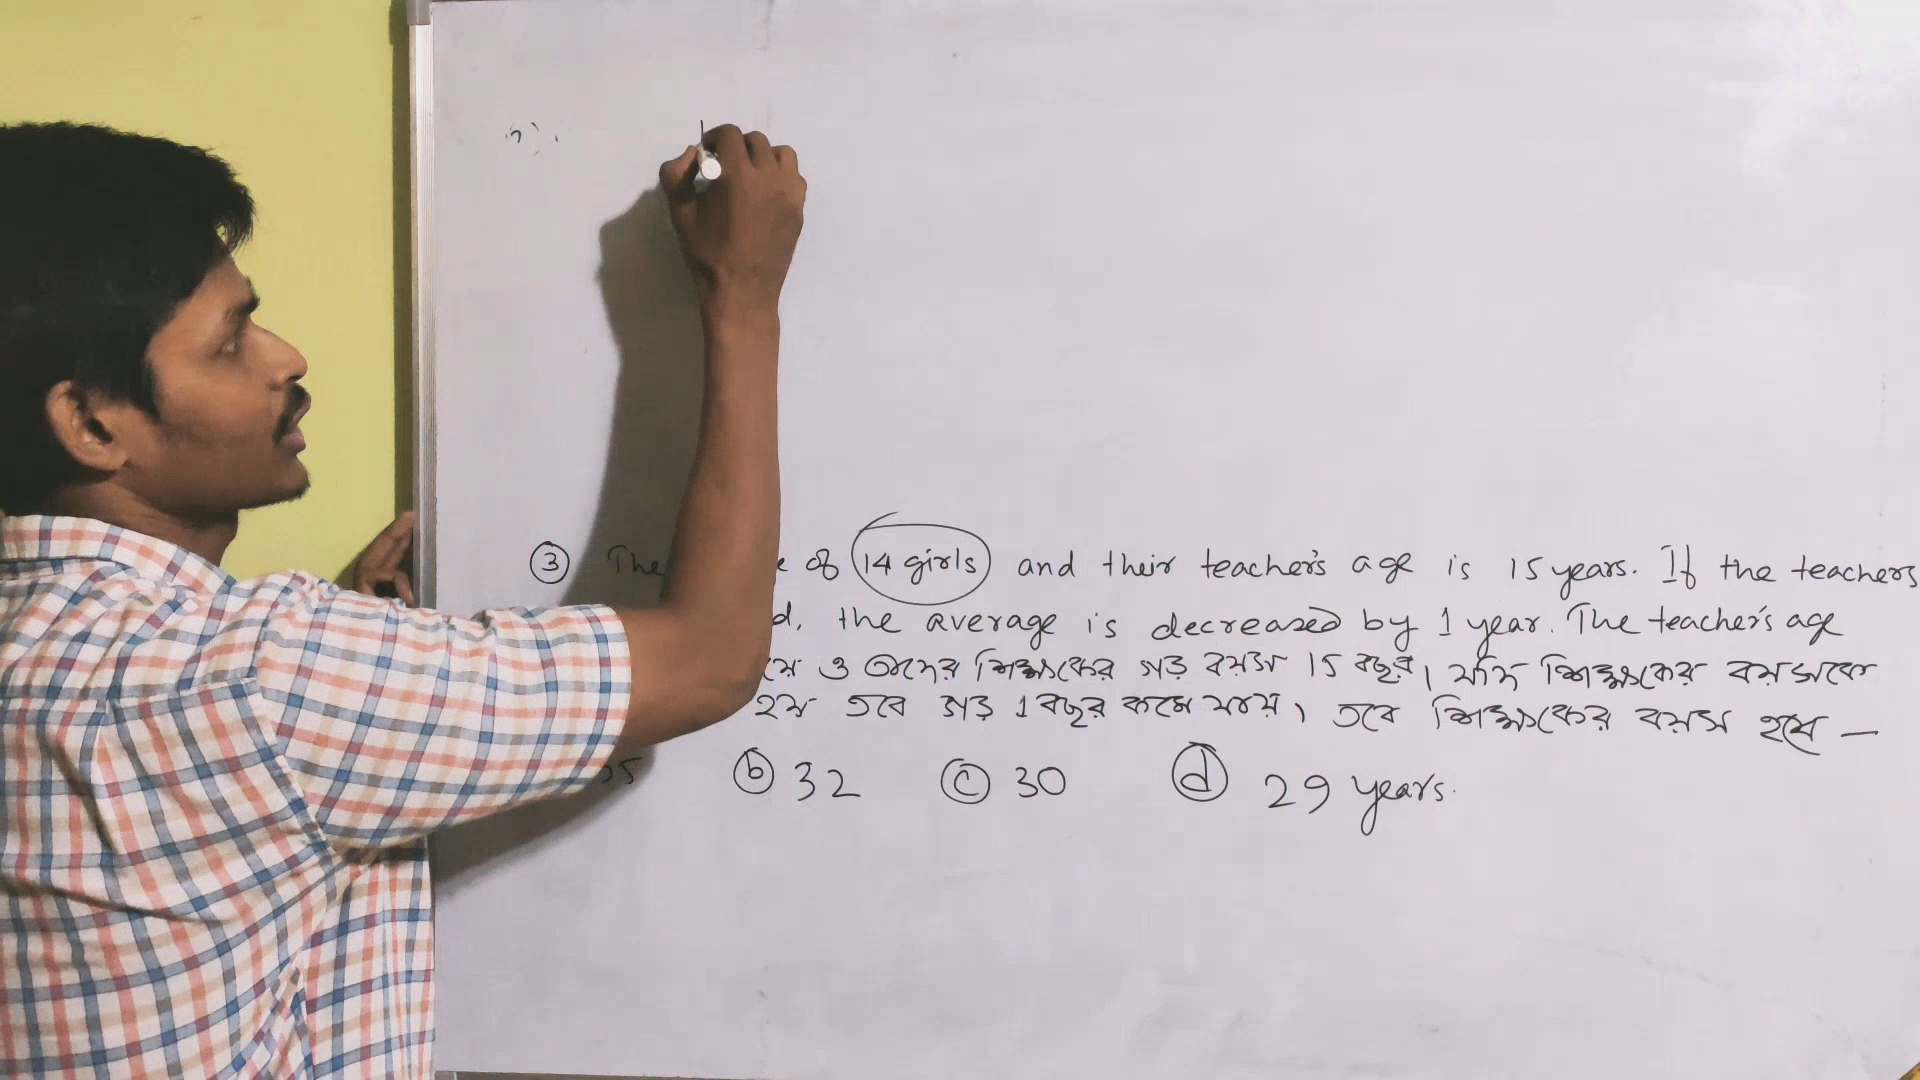 ③ The e of 14 girls and their teacher's age is 15 years. If the teachers
d, the average is decreased by 1 year. The teacher's age
ও তাদের শিক্ষকের গড় বয়স 15 বছর। যদি শিক্ষকের বয়সকে
হয় তবে গড় 1 বছর কমে যায়, তবে শিক্ষকের বয়স হবে —
ⓑ 32 ⓒ 30 ⓓ 29 years.